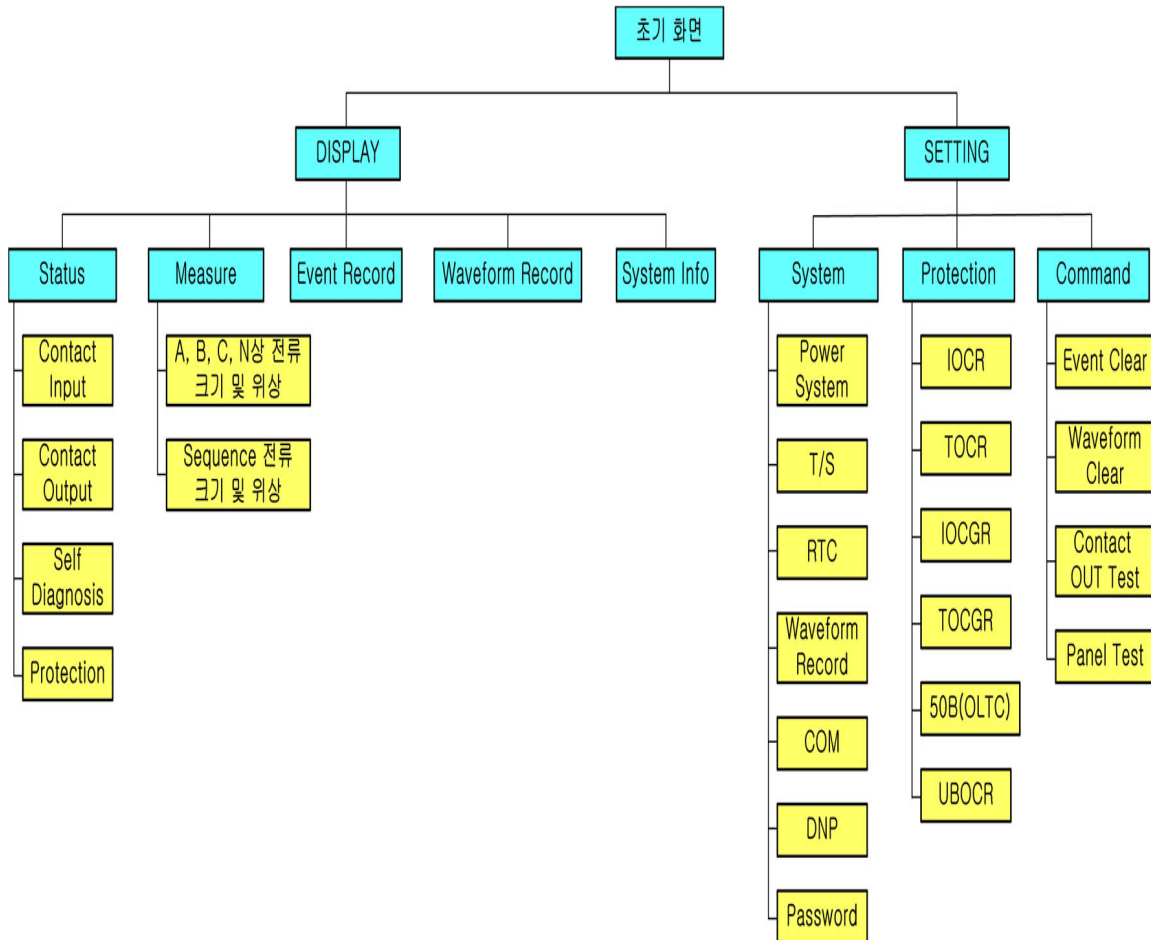 초기 화면
DISPLAY
SETTING
Status
Measure
Event Record
Waveform Record
System Info
System
Protection
Command
Contact
Input
Contact
Output
Self
Diagnosis
Protection
A, B, C, N상 전류
크기 및 위상
Sequence 전류
크기 및 위상
Power
System
T/S
RTC
Waveform
Record
COM
DNP
Password
IOCR
TOCR
IOCGR
TOCGR
50B(OLTC)
UBOCR
Event Clear
Waveform
Clear
Contact
OUT Test
Panel Test